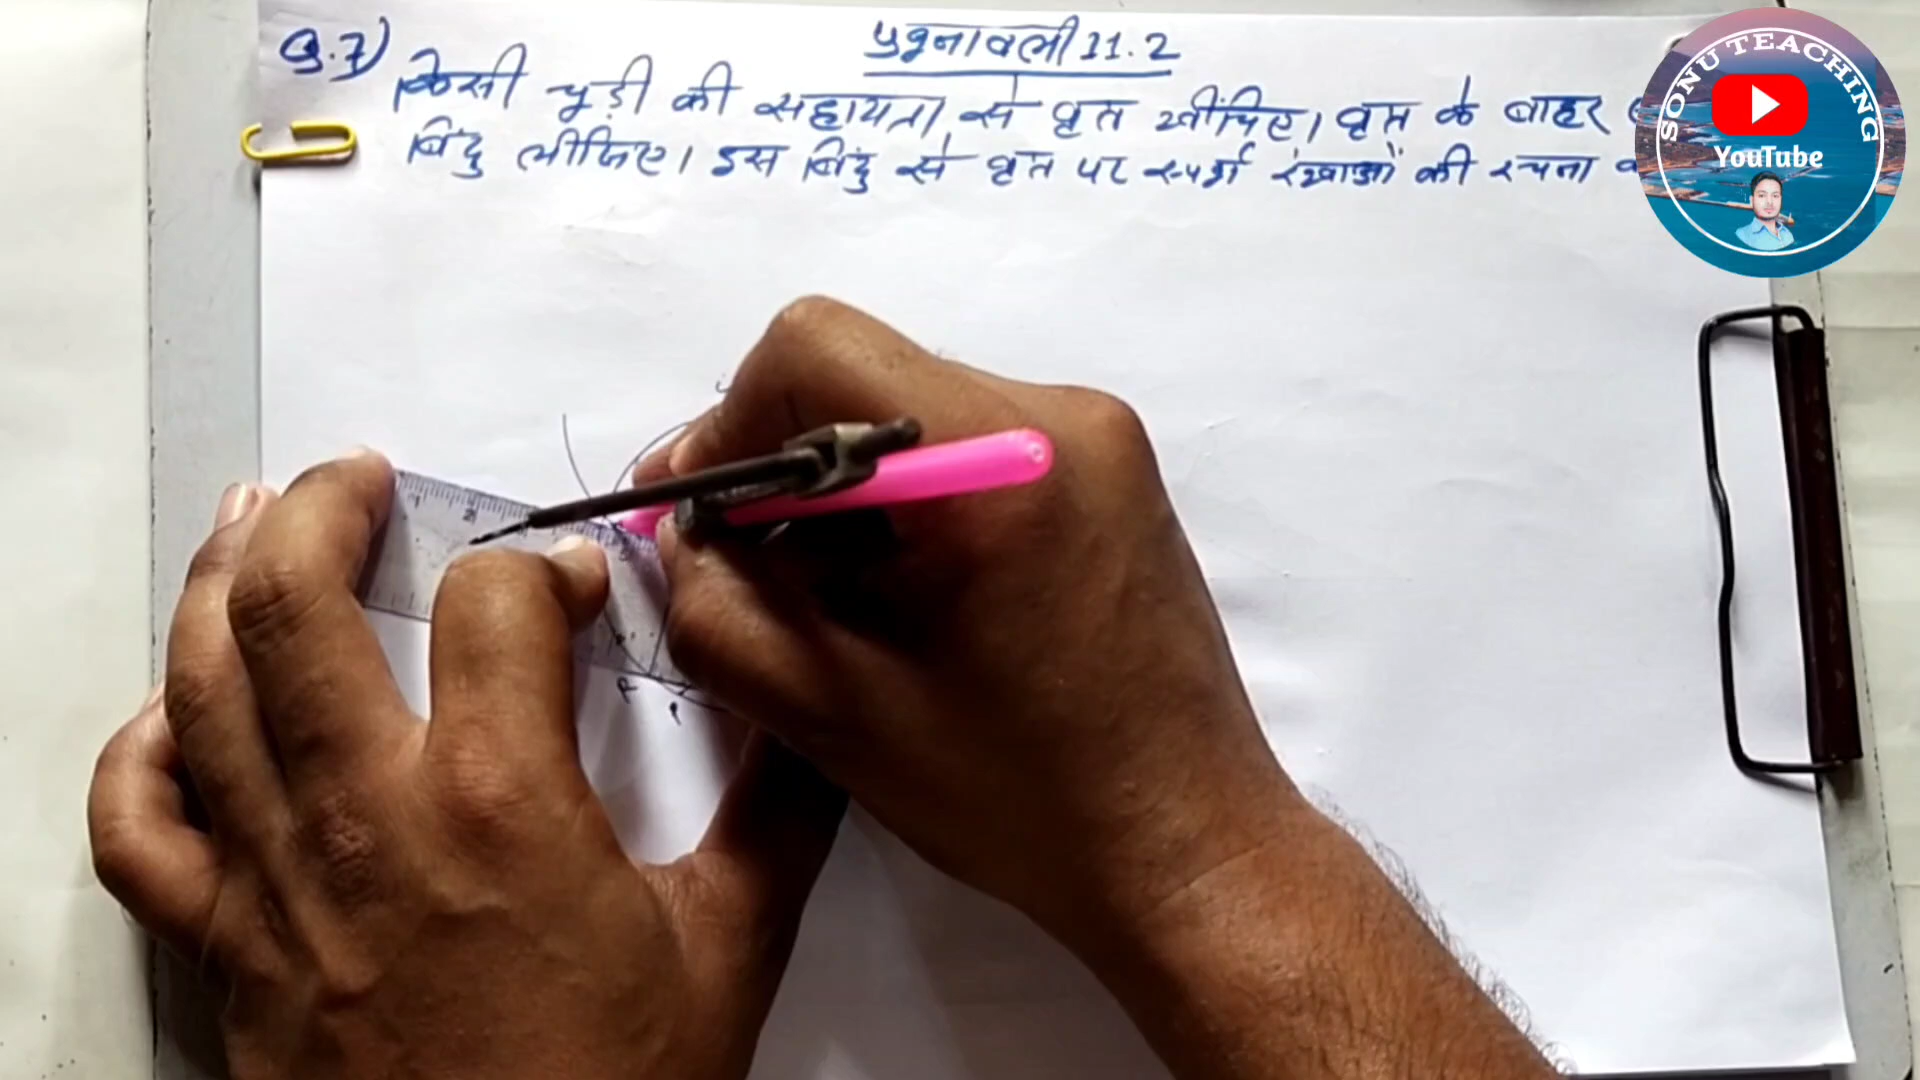 प्रश्नावली 11.2
Q.7)
किसी चूड़ी की सहायता से वृत्त खींचिए। वृत्त के बाहर
बिंदु लीजिए। इस बिंदु से वृत्त पर स्पर्श रेखाओं की रचना
SONU TEACHING
YouTube
R
P